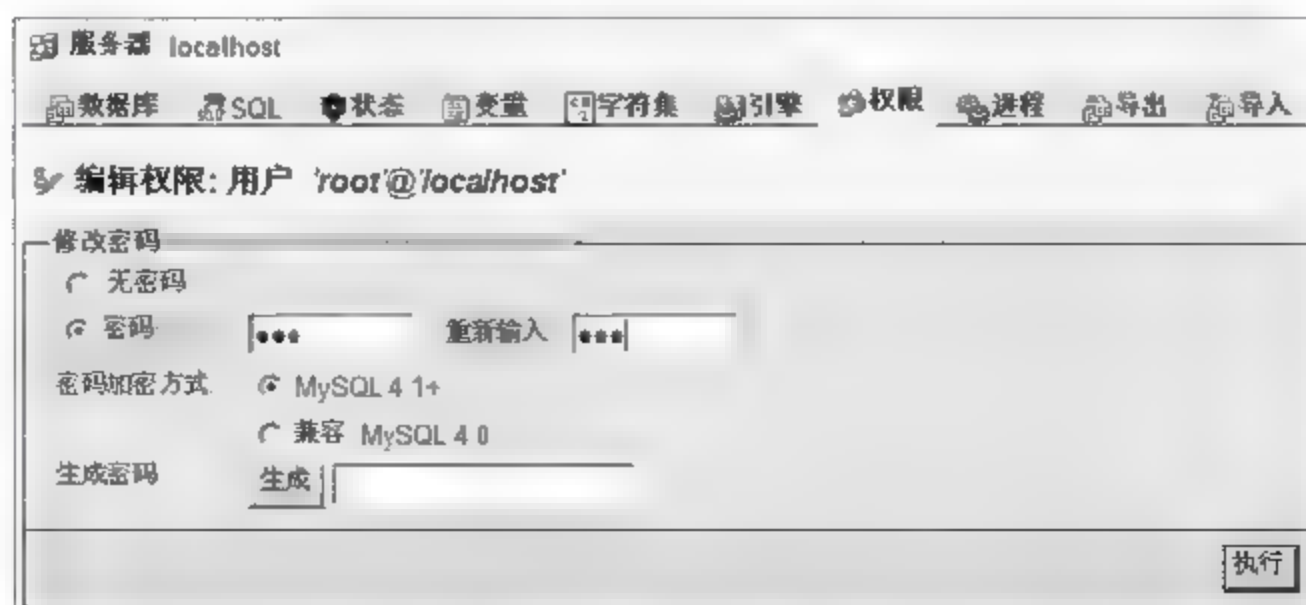 服务器 localhost
数据库 SQL 状态 变量 字符集 引擎 权限 进程 导出 导入
编辑权限: 用户 'root'@'localhost'
修改密码
无密码
密码 ●●● 重新输入 ●●●
密码加密方式 MySQL 4 1+
兼容 MySQL 4 0
生成密码 生成
执行